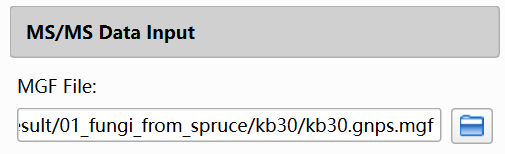 MS/MS Data Input
MGF File:
esult/01_fungi_from_spruce/kb30/kb30.gnps.mgf